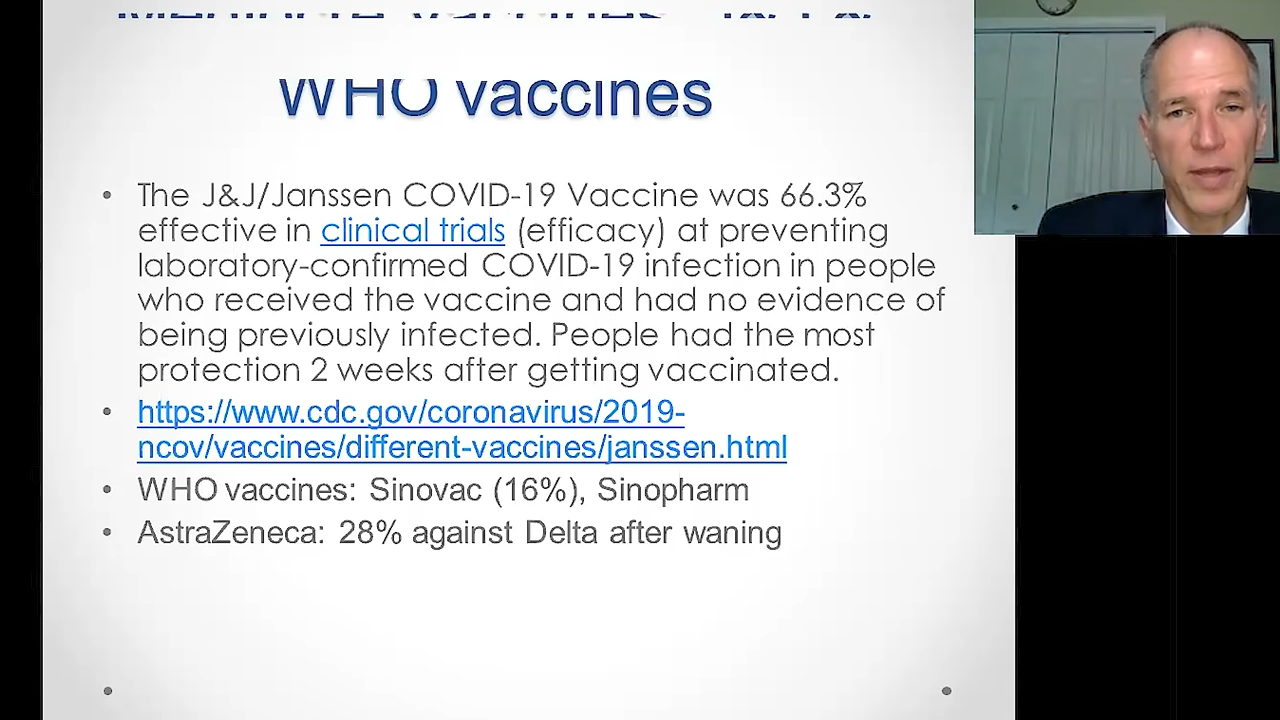 WHO vaccines
• The J&J/Janssen COVID-19 Vaccine was 66.3%
effective in clinical trials (efficacy) at preventing
laboratory-confirmed COVID-19 infection in people
who received the vaccine and had no evidence of
being previously infected. People had the most
protection 2 weeks after getting vaccinated.
• https://www.cdc.gov/coronavirus/2019-
ncov/vaccines/different-vaccines/janssen.html
• WHO vaccines: Sinovac (16%), Sinopharm
• AstraZeneca: 28% against Delta after waning